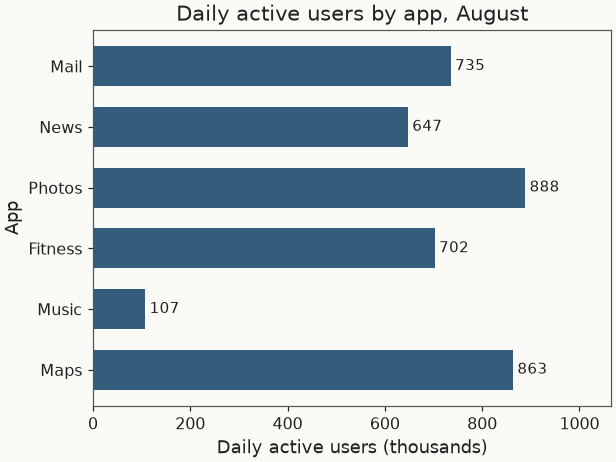 Daily active users by app, August
App
Mail 735
News 647
Photos 888
Fitness 702
Music 107
Maps 863
0 200 400 600 800 1000
Daily active users (thousands)